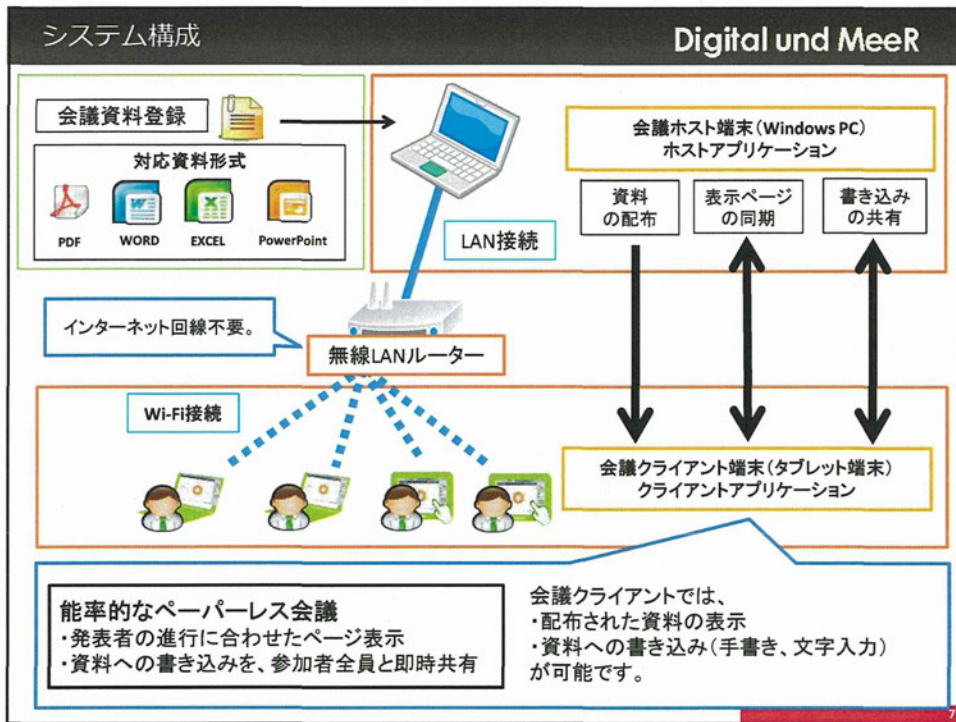 システム構成
Digital und MeeR
会議資料登録
対応資料形式
PDF
WORD
EXCEL
PowerPoint
会議ホスト端末(Windows PC)
ホストアプリケーション
資料
の配布
表示ページ
の同期
書き込み
の共有
LAN接続
インターネット回線不要。
無線LANルーター
Wi-Fi接続
会議クライアント端末(タブレット端末)
クライアントアプリケーション
能率的なペーパーレス会議
・発表者の進行に合わせたページ表示
・資料への書き込みを、参加者全員と即時共有
会議クライアントでは、
・配布された資料の表示
・資料への書き込み(手書き、文字入力)
が可能です。
7